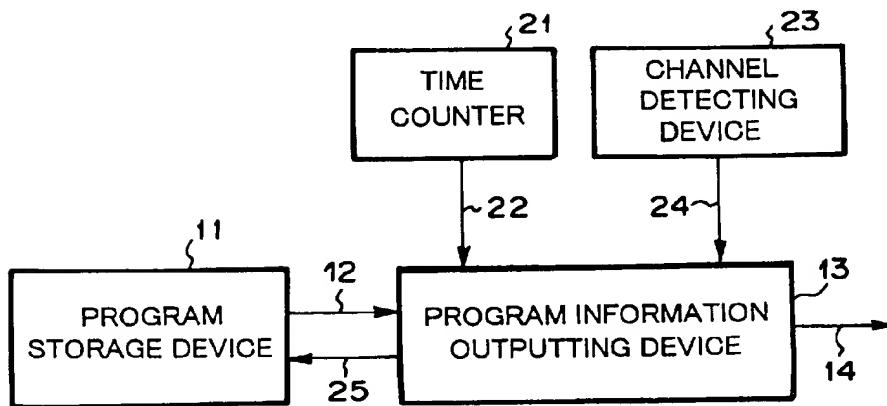 21
TIME
COUNTER
23
CHANNEL
DETECTING
DEVICE
22
24
11
PROGRAM
STORAGE DEVICE
12
25
13
PROGRAM INFORMATION
OUTPUTTING DEVICE
14